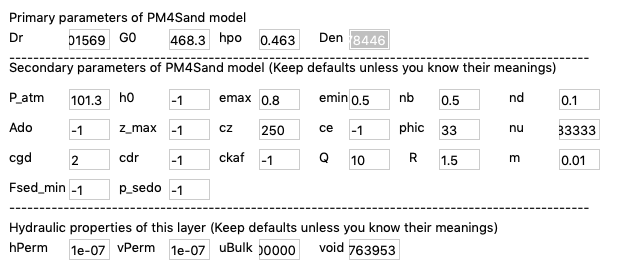 Primary parameters of PM4Sand model
Dr 01569 G0 468.3 hpo 0.463 Den 78446
--------------------------------------------------------------------------------------------
Secondary parameters of PM4Sand model (Keep defaults unless you know their meanings)
P_atm 101.3 h0 -1 emax 0.8 emin 0.5 nb 0.5 nd 0.1
Ado -1 z_max -1 cz 250 ce -1 phic 33 nu 33333
cgd 2 cdr -1 ckaf -1 Q 10 R 1.5 m 0.01
Fsed_min -1 p_sedo -1
--------------------------------------------------------------------------------------------
Hydraulic properties of this layer (Keep defaults unless you know their meanings)
hPerm 1e-07 vPerm 1e-07 uBulk 00000 void 763953